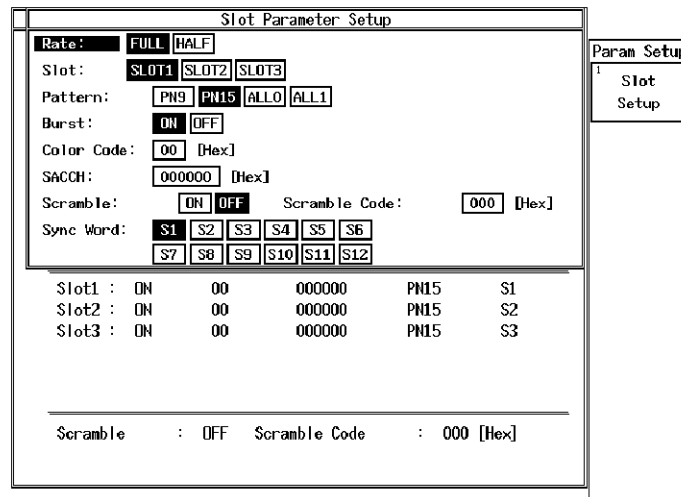 Slot Parameter Setup
Rate: FULL HALF
Slot: SLOT1 SLOT2 SLOT3
Pattern: PN9 PN15 ALL0 ALL1
Burst: ON OFF
Color Code: 00 [Hex]
SACCH: 000000 [Hex]
Scramble: ON OFF Scramble Code: 000 [Hex]
Sync Word: S1 S2 S3 S4 S5 S6
S7 S8 S9 S10 S11 S12
Slot1 : ON 00 000000 PN15 S1
Slot2 : ON 00 000000 PN15 S2
Slot3 : ON 00 000000 PN15 S3
Scramble : OFF Scramble Code : 000 [Hex]
Param Setup
1
Slot
Setup